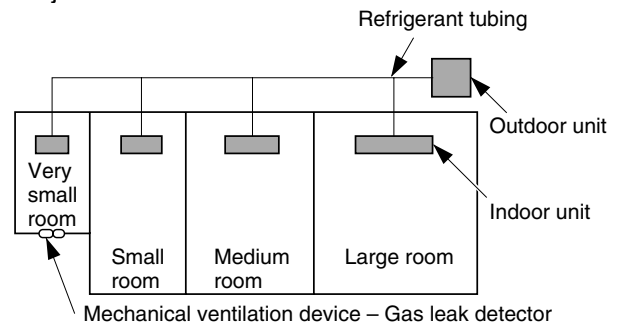 Refrigerant tubing
Outdoor unit
Very
small
room
Indoor unit
Small
room
Medium
room
Large room
Mechanical ventilation device – Gas leak detector